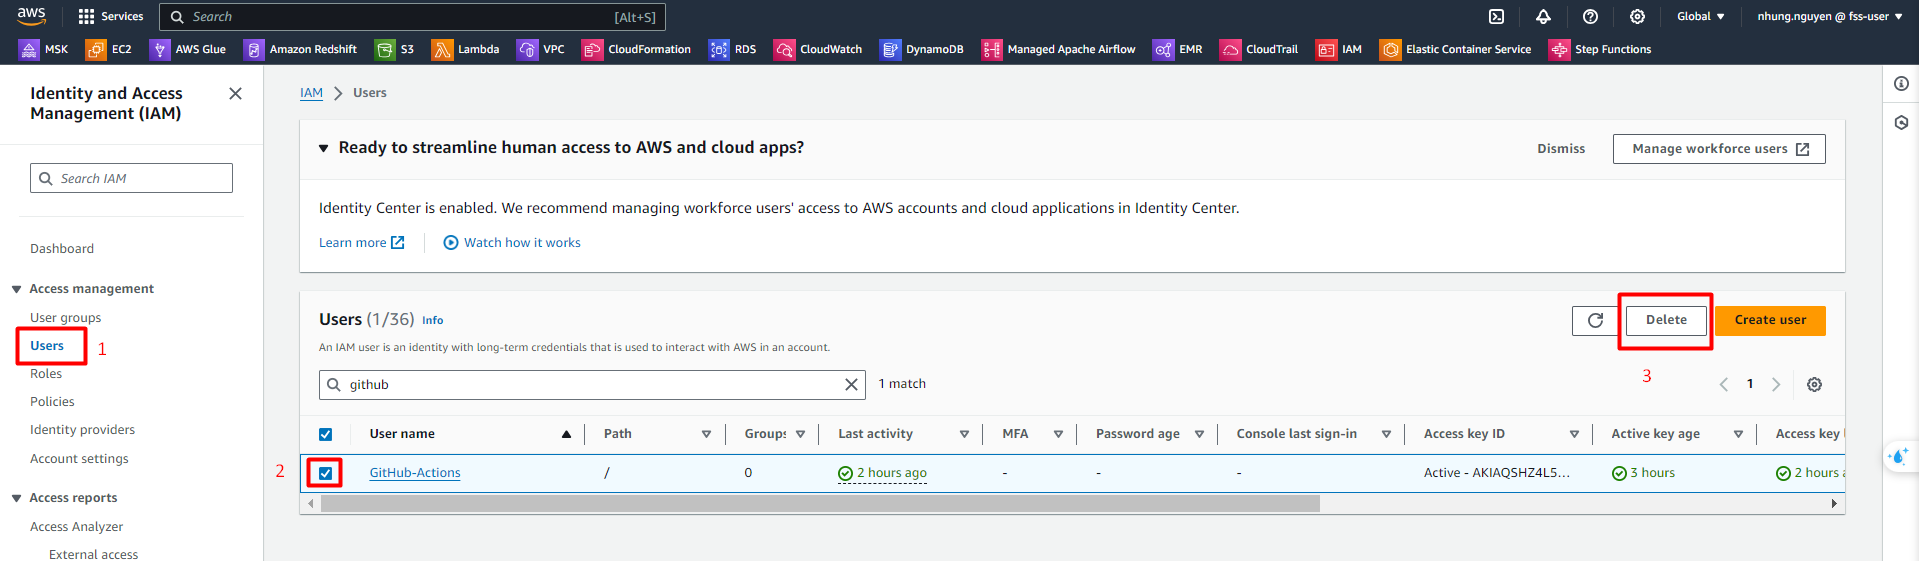 aws
Services
Search
[Alt+S]
Global
nhung.nguyen @ fss-user
MSK
EC2
AWS Glue
Amazon Redshift
S3
Lambda
VPC
CloudFormation
RDS
CloudWatch
DynamoDB
Managed Apache Airflow
EMR
CloudTrail
IAM
Elastic Container Service
Step Functions
Identity and Access
Management (IAM)
Search IAM
Dashboard
Access management
User groups
Users
1
Roles
Policies
Identity providers
Account settings
Access reports
Access Analyzer
External access
IAM
Users
Ready to streamline human access to AWS and cloud apps?
Dismiss
Manage workforce users
Identity Center is enabled. We recommend managing workforce users' access to AWS accounts and cloud applications in Identity Center.
Learn more
Watch how it works
Users (1/36)
Info
Delete
Create user
An IAM user is an identity with long-term credentials that is used to interact with AWS in an account.
3
github
1 match
1
User name
Path
Groups
Last activity
MFA
Password age
Console last sign-in
Access key ID
Active key age
Access key
2
GitHub-Actions
/
0
2 hours ago
-
-
-
Active - AKIAQSHZ4L5...
3 hours
2 hours